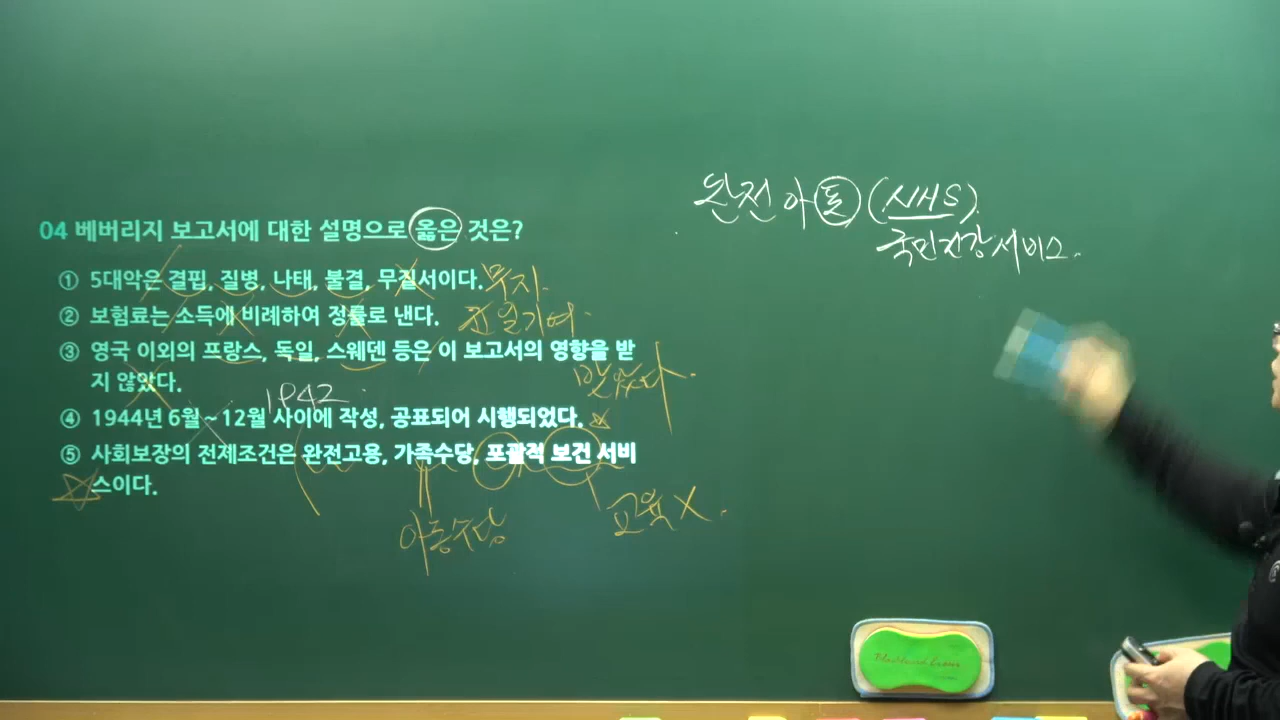 04 베버리지 보고서에 대한 설명으로 옳은 것은?
① 5대악은 결핍, 질병, 나태, 불결, 무질서이다. 무지.
② 보험료는 소득에 비례하여 정률로 낸다. 균일기여.
③ 영국 이외의 프랑스, 독일, 스웨덴 등은 이 보고서의 영향을 받
지 않았다. 받았다.
1942
④ 1944년 6월~12월 사이에 작성, 공표되어 시행되었다.
⑤ 사회보장의 전제조건은 완전고용, 가족수당, 포괄적 보건 서비
스이다.
아동수당
교육 X.
완전 아 포 (NHS).
국민건강서비스.